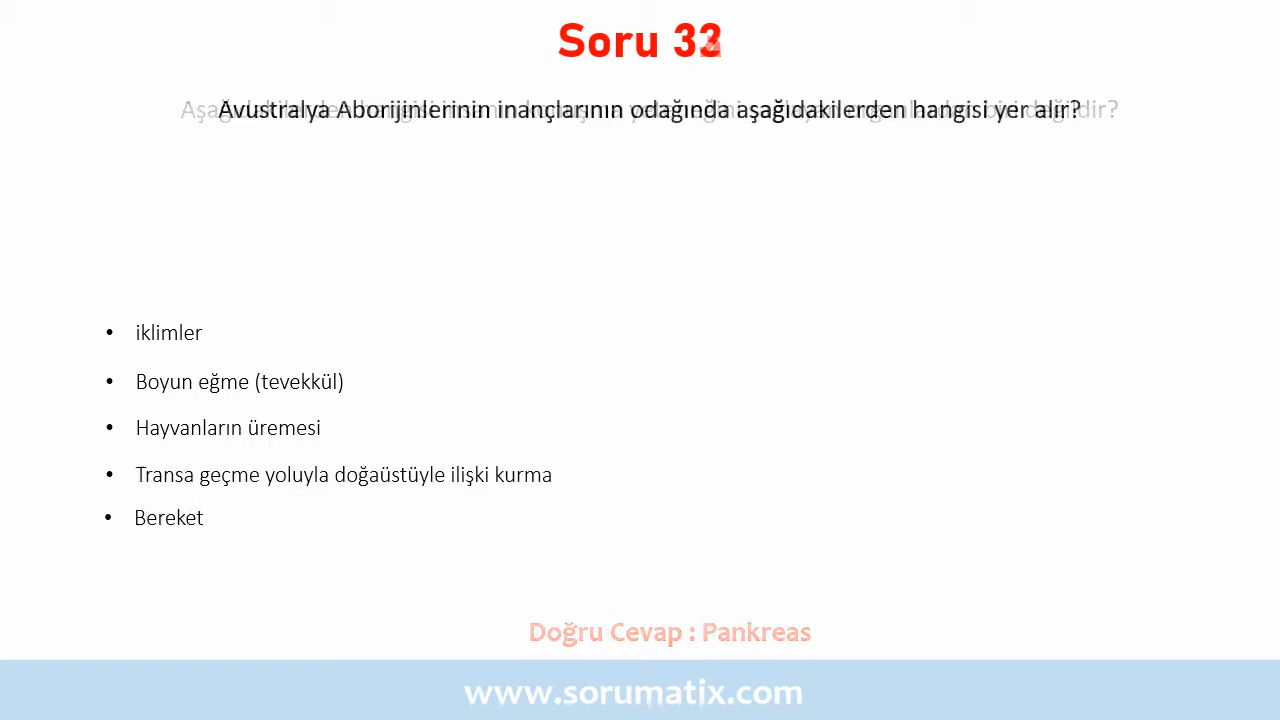 Soru 33
Avustralya Aborijinlerinin inançlarının odağında aşağıdakilerden hangisi yer alır?
• iklimler
• Boyun eğme (tevekkül)
• Hayvanların üremesi
• Transa geçme yoluyla doğaüstüyle ilişki kurma
• Bereket
Doğru Cevap : Pankreas
www.sorumatix.com